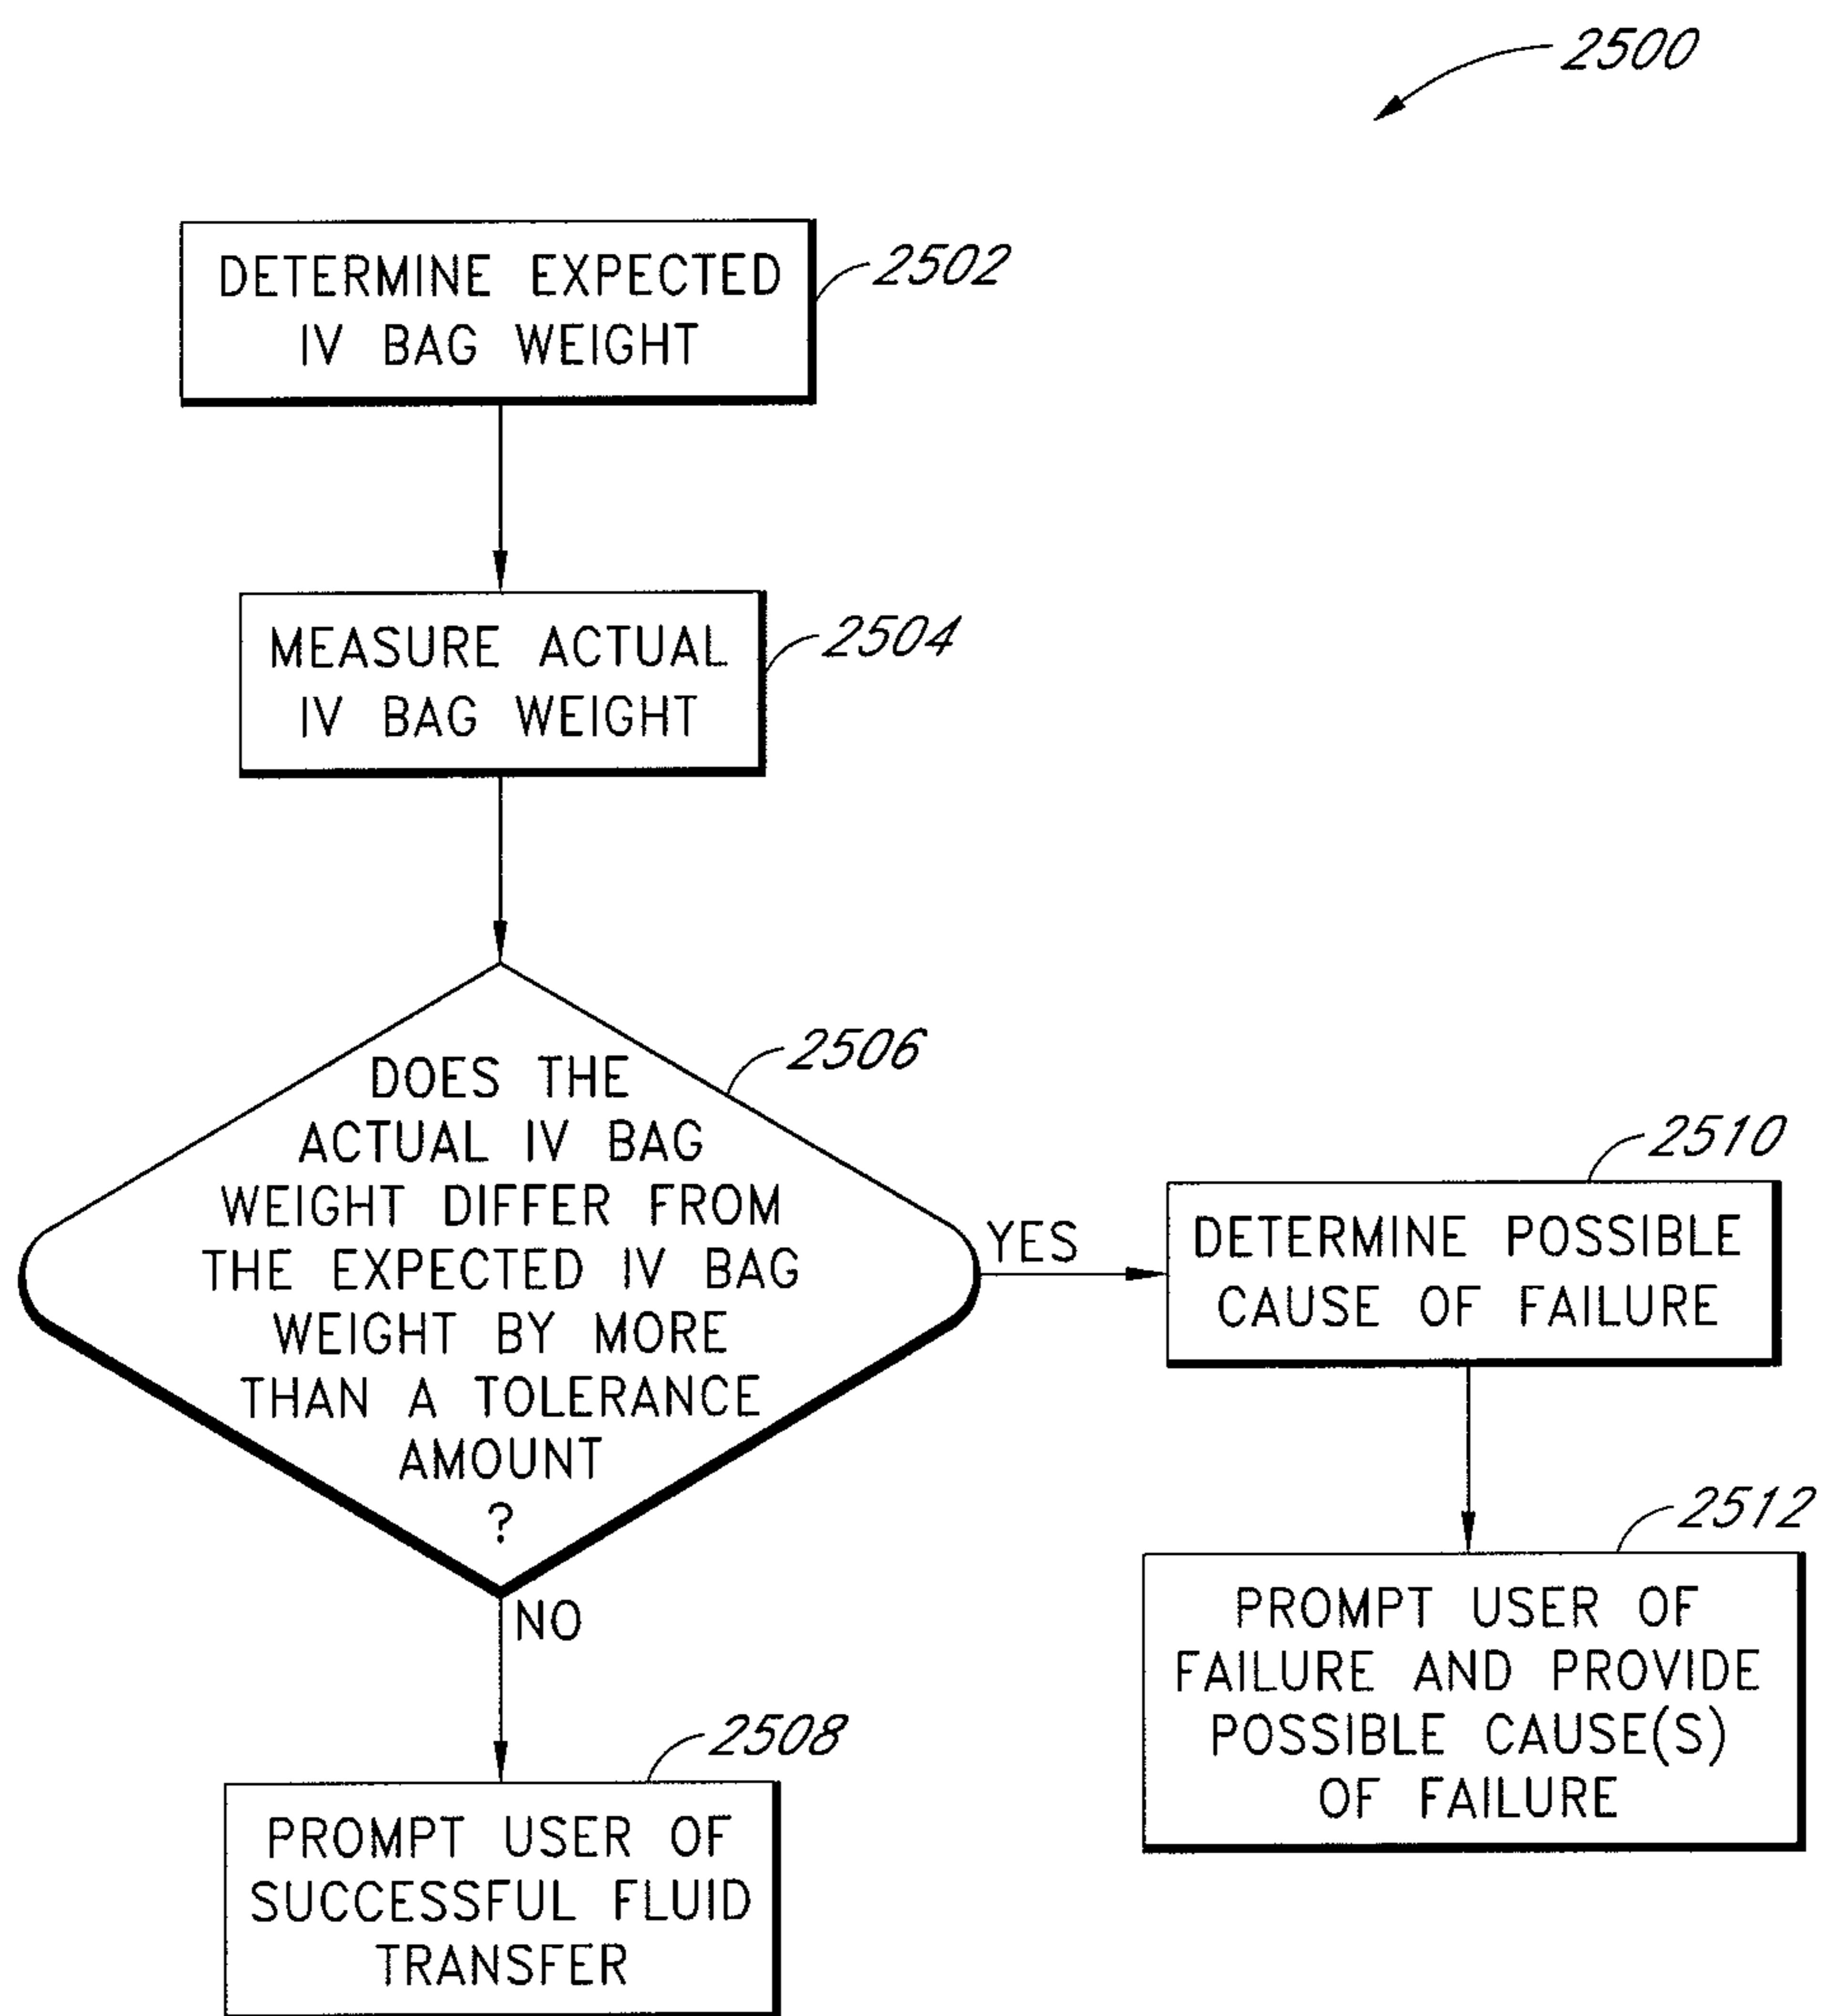 2500
DETERMINE EXPECTED
IV BAG WEIGHT
2502
MEASURE ACTUAL
IV BAG WEIGHT
2504
DOES THE
ACTUAL IV BAG
WEIGHT DIFFER FROM
THE EXPECTED IV BAG
WEIGHT BY MORE
THAN A TOLERANCE
AMOUNT
?
2506
YES
NO
2510
DETERMINE POSSIBLE
CAUSE OF FAILURE
2512
PROMPT USER OF
FAILURE AND PROVIDE
POSSIBLE CAUSE(S)
OF FAILURE
2508
PROMPT USER OF
SUCCESSFUL FLUID
TRANSFER